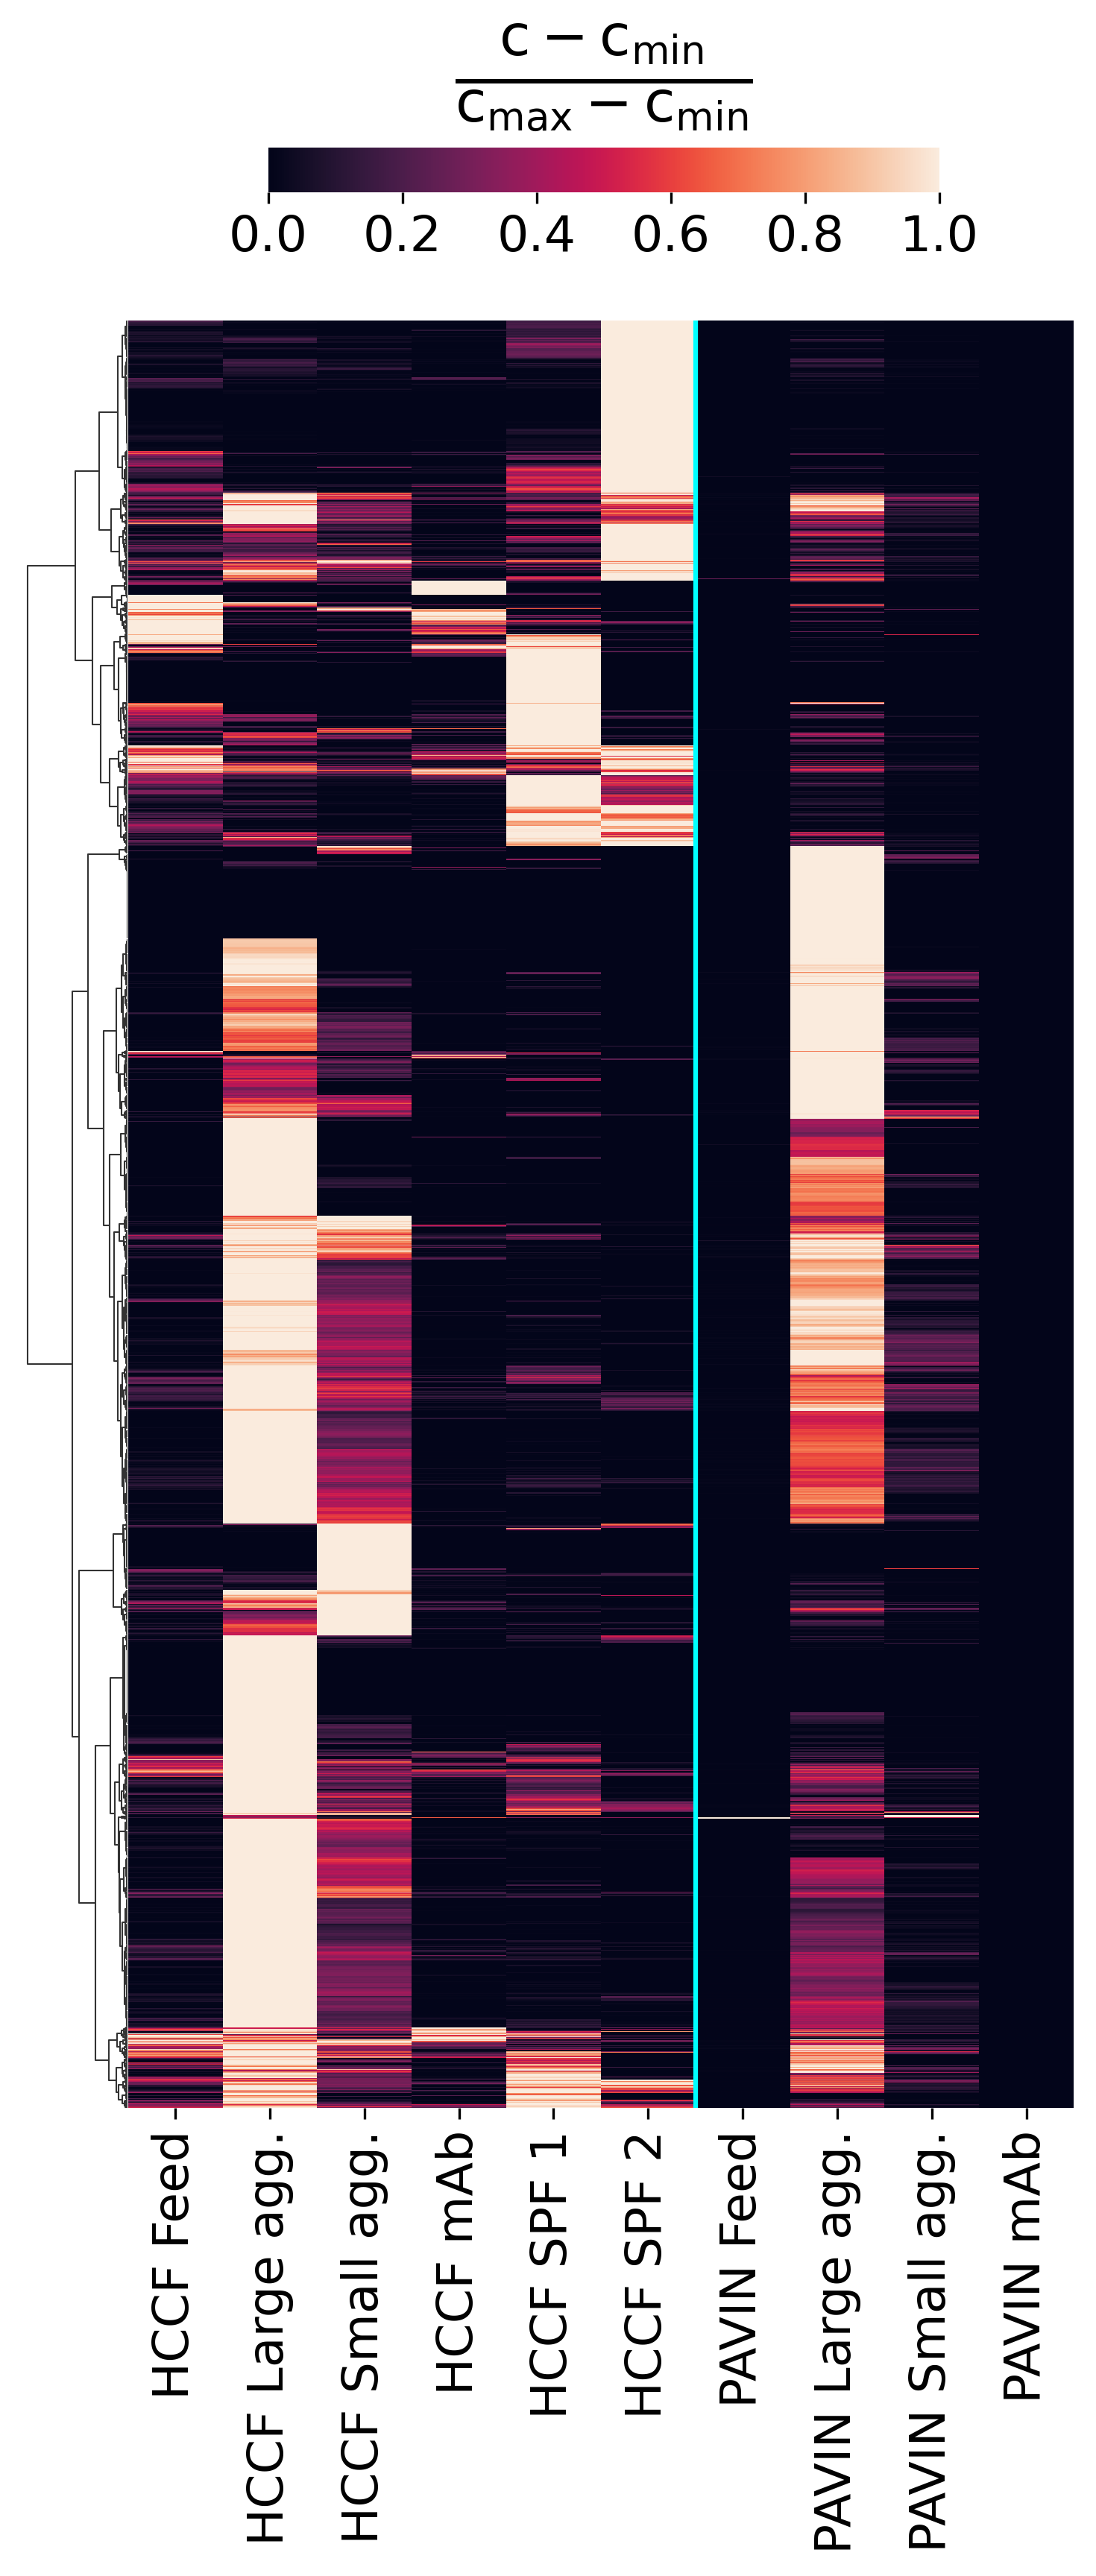 c − cmin
cmax − cmin
0.0 0.2 0.4 0.6 0.8 1.0
HCCF Feed
HCCF Large agg.
HCCF Small agg.
HCCF mAb
HCCF SPF 1
HCCF SPF 2
PAVIN Feed
PAVIN Large agg.
PAVIN Small agg.
PAVIN mAb